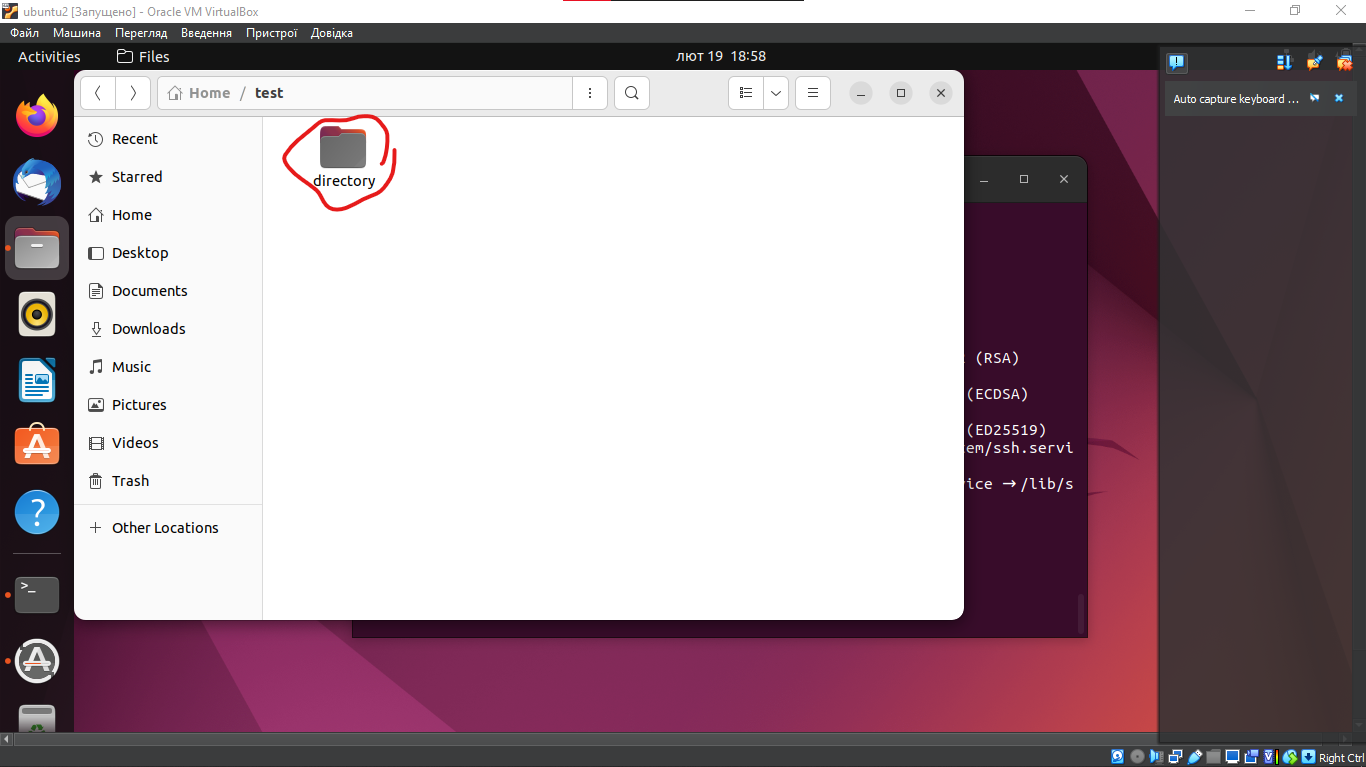 ubuntu2 [Запущено] - Oracle VM VirtualBox
Файл Машина Перегляд Введення Пристрої Довідка
Activities Files лют 19 18:58
Home / test
Auto capture keyboard ...
Recent
directory
Starred
Home
Desktop
Documents
Downloads
Music
(RSA)
Pictures
(ECDSA)
Videos
(ED25519)
em/ssh.servi
Trash
ice →/lib/s
Other Locations
Right Ctrl